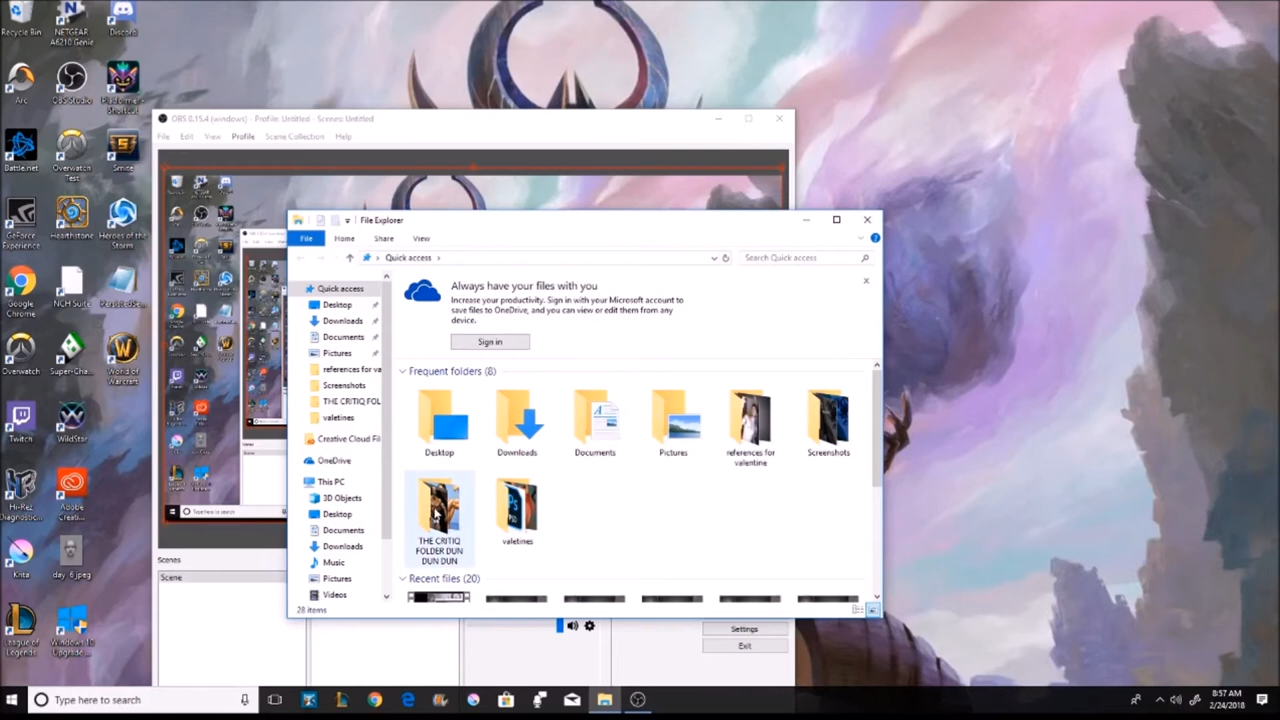 Recycle Bin
NETGEAR
A6210 Genie
Discord
Arc
OBS Studio
Shortcut
Battle.net
Overwatch
Test
Smite
GeForce
Experience
Hearthstone
Heroes of the
Storm
Google
Chrome
NCH Suite
Overwatch
Super-Cha...
World of
Warcraft
Twitch
WildStar
Hi-Rez
Diagnostic...
Adobe
Creati...
Krita
day_6.jpeg
League of
Legends
Windows 10
Upgrade ...
OBS 0.15.4 (windows) - Profile: Untitled - Scenes: Untitled
File Edit View Profile Scene Collection Help
File Explorer
File Home Share View
Quick access
Search Quick access
Quick access
Desktop
Downloads
Documents
Pictures
references for va
Screenshots
THE CRITIQ FOL
valetines
Creative Cloud Fil
OneDrive
This PC
3D Objects
Desktop
Documents
Downloads
Music
Pictures
Videos
Always have your files with you
Increase your productivity. Sign in with your Microsoft account to
save files to OneDrive, and you can view or edit them from any
device.
Sign in
Frequent folders (8)
Desktop
Downloads
Documents
Pictures
references for
valentine
Screenshots
THE CRITIQ
FOLDER DUN
DUN DUN
valetines
Recent files (20)
28 items
Scenes
Scene
Settings
Exit
Type here to search
8:57 AM
2/24/2018